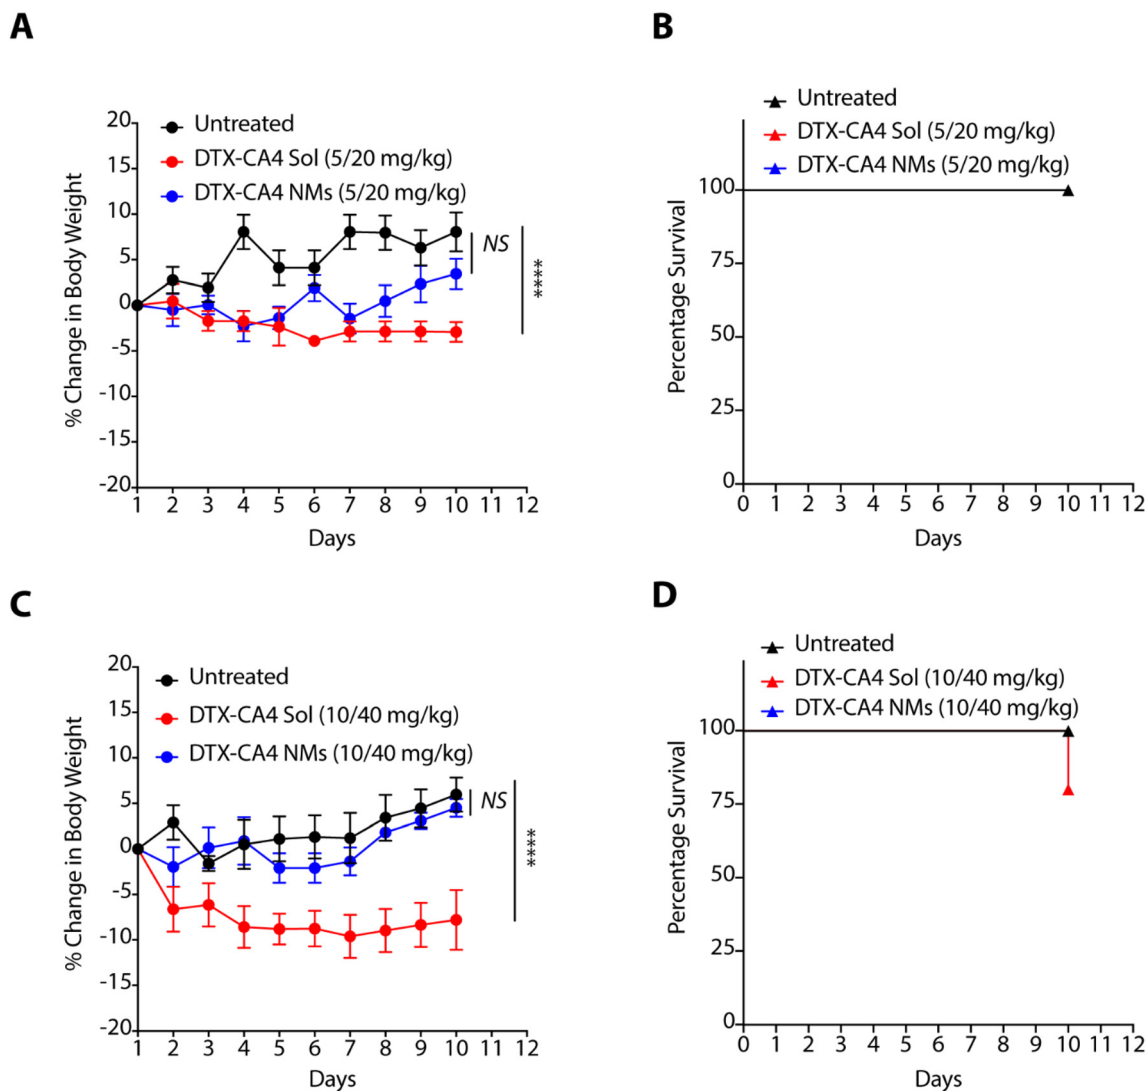 A
% Change in Body Weight
20
15
10
5
0
-5
-10
-15
-20
Untreated
DTX-CA4 Sol (5/20 mg/kg)
DTX-CA4 NMs (5/20 mg/kg)
NS
****
1 2 3 4 5 6 7 8 9 10 11 12
Days
B
Untreated
DTX-CA4 Sol (5/20 mg/kg)
DTX-CA4 NMs (5/20 mg/kg)
Percentage Survival
100
75
50
25
0
0 1 2 3 4 5 6 7 8 9 10 11 12
Days
C
% Change in Body Weight
20
15
10
5
0
-5
-10
-15
-20
Untreated
DTX-CA4 Sol (10/40 mg/kg)
DTX-CA4 NMs (10/40 mg/kg)
NS
****
1 2 3 4 5 6 7 8 9 10 11 12
Days
D
Untreated
DTX-CA4 Sol (10/40 mg/kg)
DTX-CA4 NMs (10/40 mg/kg)
Percentage Survival
100
75
50
25
0
0 1 2 3 4 5 6 7 8 9 10 11 12
Days